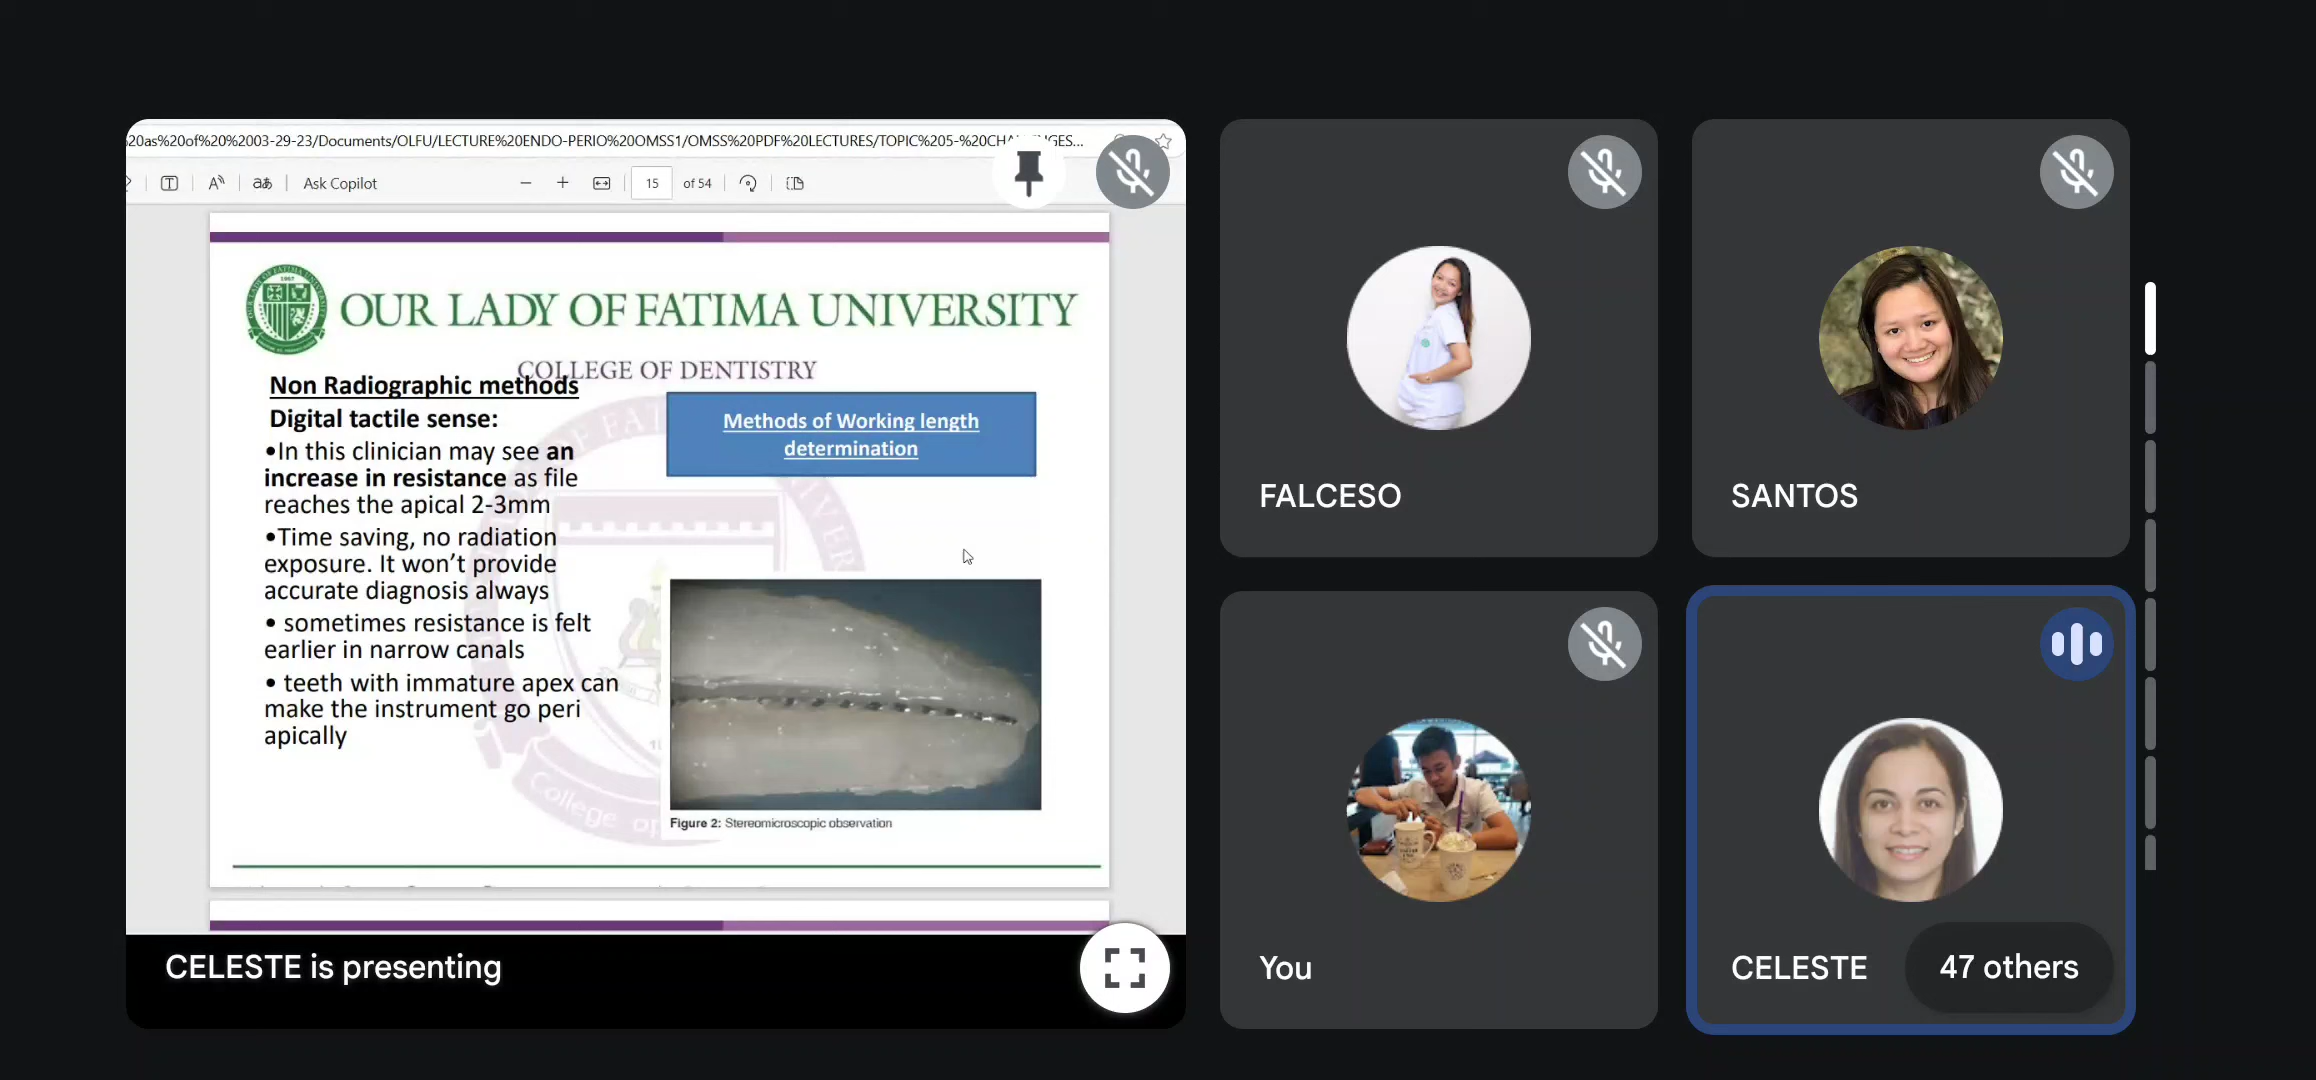 20as%20of%20%2003-29-23/Documents/OLFU/LECTURE%20ENDO-PERIO%20OMSS1/OMSS%20PDF%20LECTURES/TOPIC%205-%20
Ask Copilot
15 of 54
OUR LADY OF FATIMA UNIVERSITY
COLLEGE OF DENTISTRY
Non Radiographic methods
Digital tactile sense:
•In this clinician may see an
increase in resistance as file
reaches the apical 2-3mm
•Time saving, no radiation
exposure. It won’t provide
accurate diagnosis always
• sometimes resistance is felt
earlier in narrow canals
• teeth with immature apex can
make the instrument go peri
apically
Methods of Working length
determination
Figure 2: Stereomicroscopic observation
CELESTE is presenting
FALCESO
SANTOS
You
CELESTE
47 others